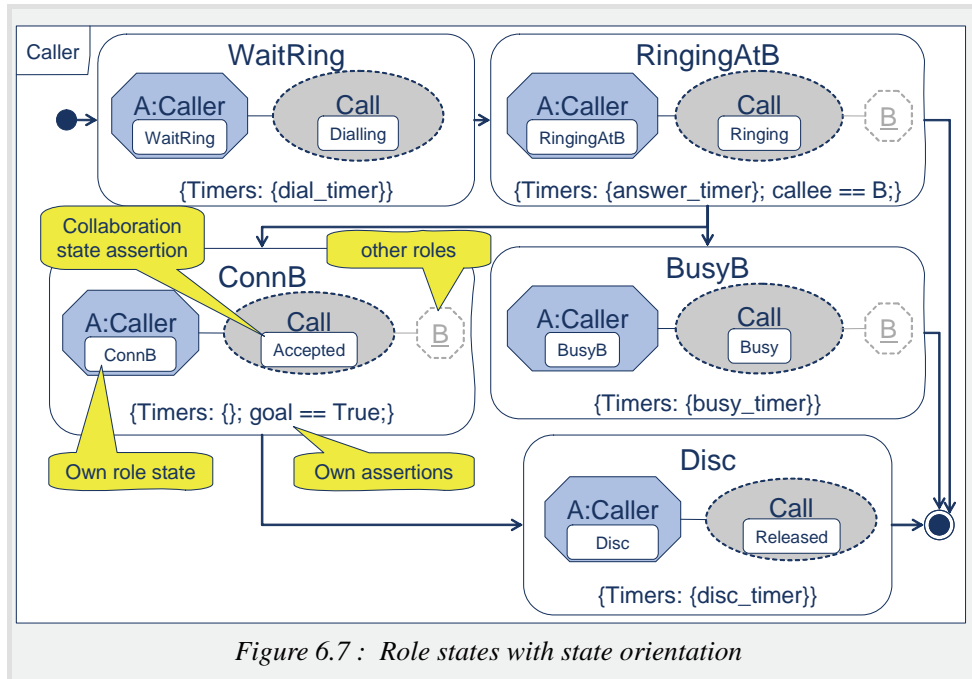 Caller
WaitRing
A:Caller
WaitRing
Call
Dialling
{Timers: {dial_timer}}
RingingAtB
A:Caller
RingingAtB
Call
Ringing
B
{Timers: {answer_timer}; callee == B;}
Collaboration
state assertion
other roles
ConnB
A:Caller
ConnB
Call
Accepted
B
{Timers: {}; goal == True;}
Own role state
Own assertions
BusyB
A:Caller
BusyB
Call
Busy
B
{Timers: {busy_timer}}
Disc
A:Caller
Disc
Call
Released
{Timers: {disc_timer}}
Figure 6.7 : Role states with state orientation